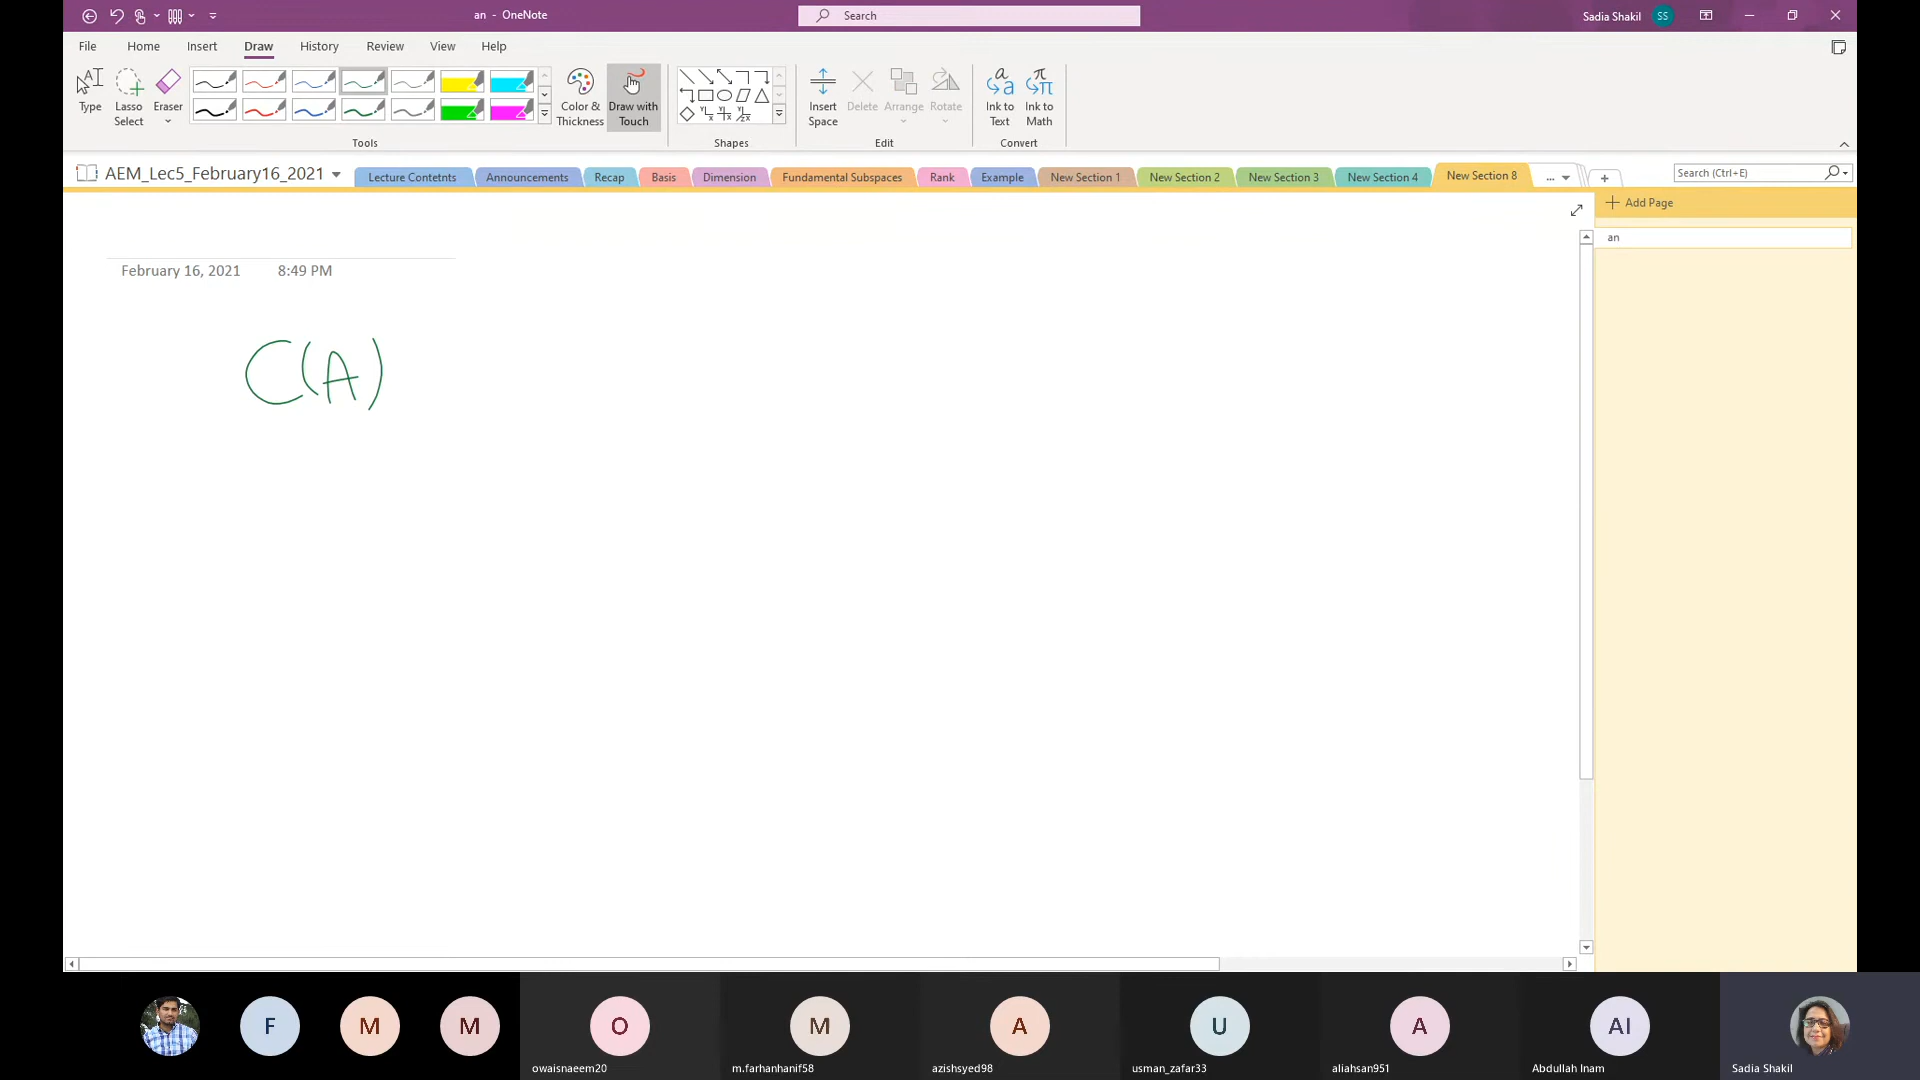 an - OneNote
Search
Sadia Shakil
SS
File Home Insert Draw History Review View Help
Type
Lasso Select
Eraser
Color & Thickness
Draw with Touch
Insert Space
Delete
Arrange
Rotate
Ink to Text
Ink to Math
Tools
Shapes
Edit
Convert
AEM_Lec5_February16_2021
Lecture Contetnts
Announcements
Recap
Basis
Dimension
Fundamental Subspaces
Rank
Example
New Section 1
New Section 2
New Section 3
New Section 4
New Section 8
...
Search (Ctrl+E)
Add Page
an
February 16, 2021 8:49 PM
C(A)
F
M
M
O
M
A
U
A
AI
owaisnaeem20
m.farhanhanif58
azishsyed98
usman_zafar33
aliahsan951
Abdullah Inam
Sadia Shakil